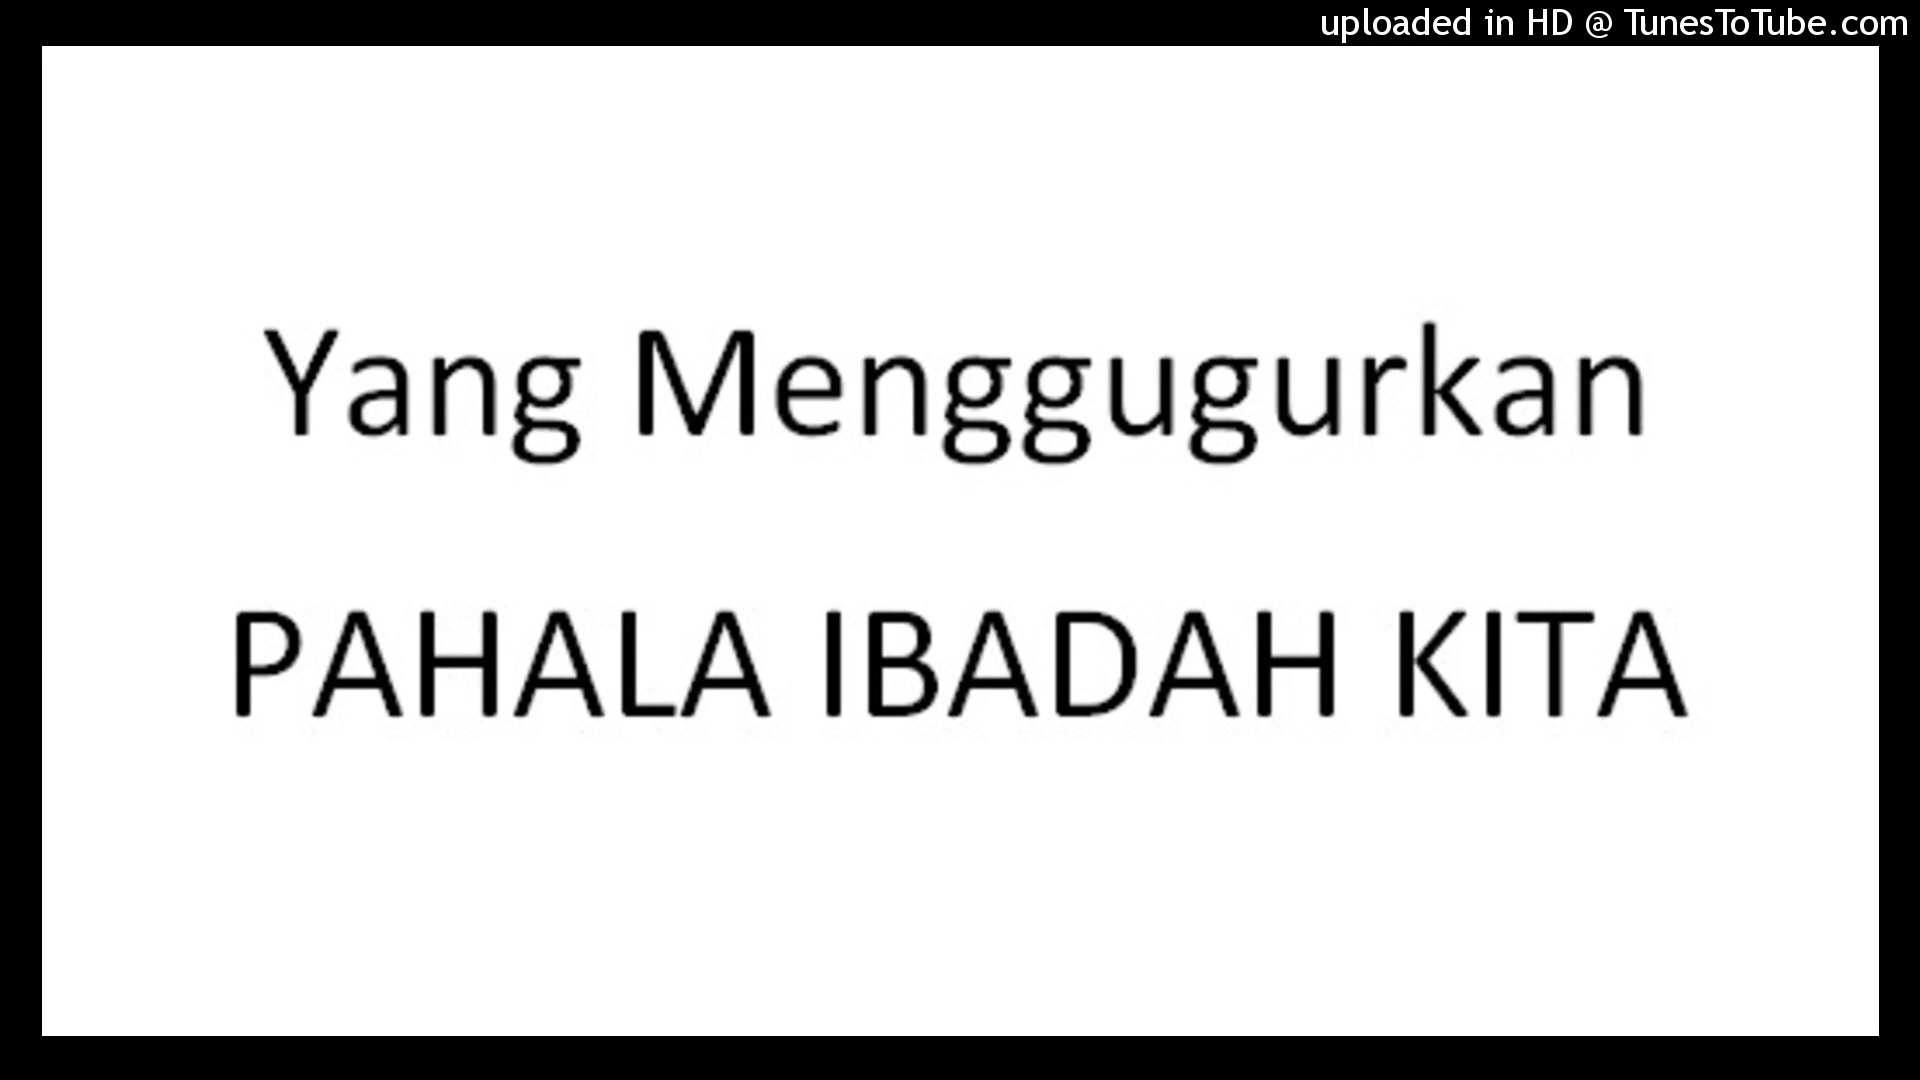 uploaded in HD @ TunesToTube.com
Yang Menggugurkan
PAHALA IBADAH KITA